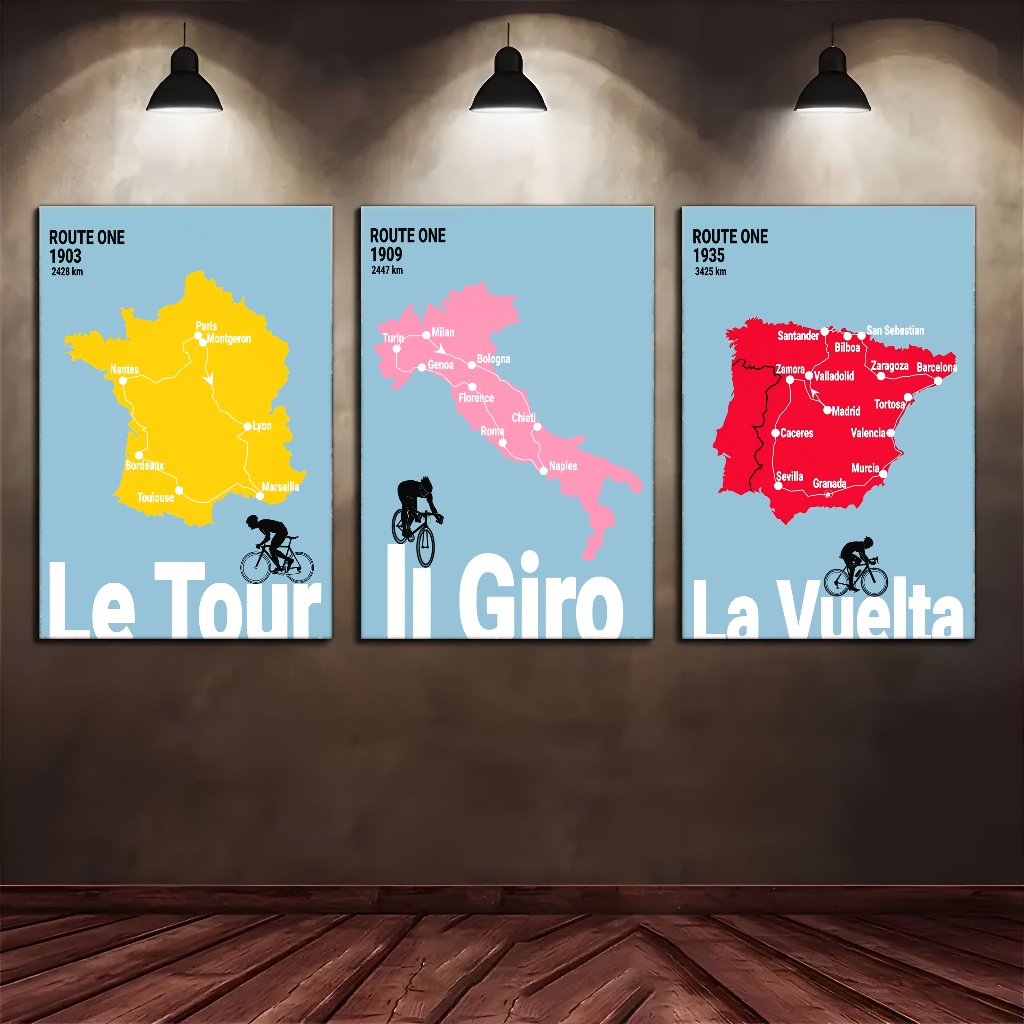 ROUTE ONE
1903
2428 km
Paris
Montgeron
Nantes
Lyon
Bordeaux
Toulouse
Marseille
Le Tour
ROUTE ONE
1909
2447 km
Milan
Turin
Bologna
Genoa
Florence
Chieti
Rome
Naples
Il Giro
ROUTE ONE
1935
3425 km
San Sebastian
Santander
Bilboa
Zaragoza
Barcelona
Zamora
Valladolid
Tortosa
Madrid
Caceres
Valencia
Murcia
Sevilla
Granada
La Vuelta